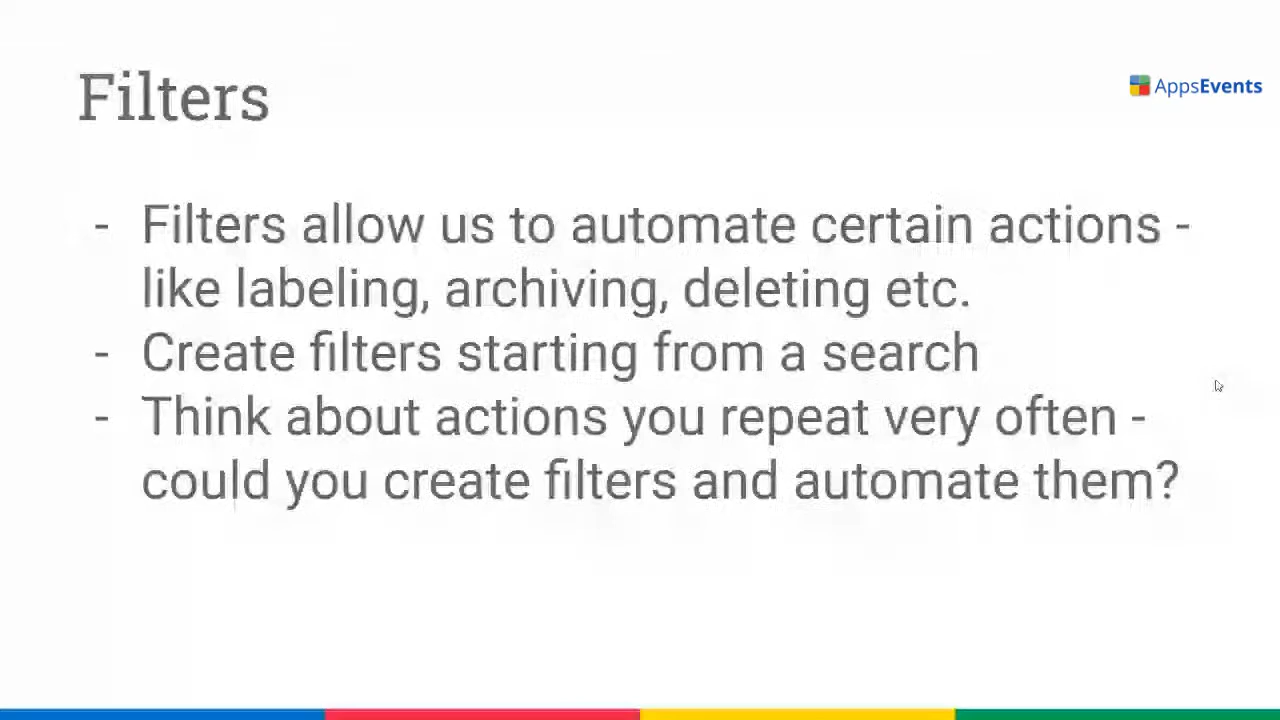 Filters
AppsEvents
- Filters allow us to automate certain actions -
like labeling, archiving, deleting etc.
- Create filters starting from a search
- Think about actions you repeat very often -
could you create filters and automate them?